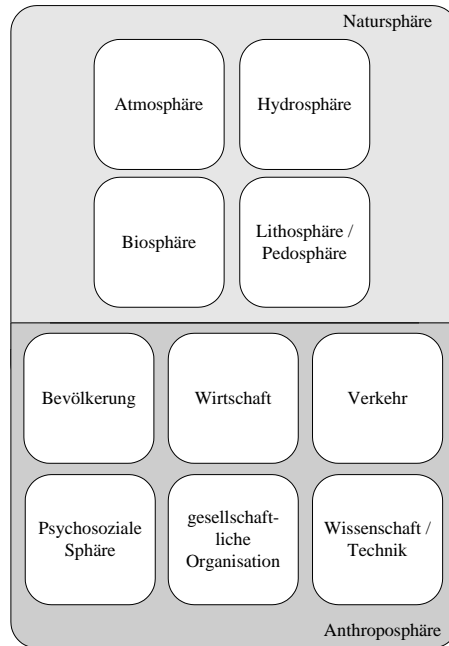 Natursphäre
Atmosphäre
Hydrosphäre
Biosphäre
Lithosphäre /
Pedosphäre
Bevölkerung
Wirtschaft
Verkehr
Psychosoziale
Sphäre
gesellschaft-
liche
Organisation
Wissenschaft /
Technik
Anthroposphäre